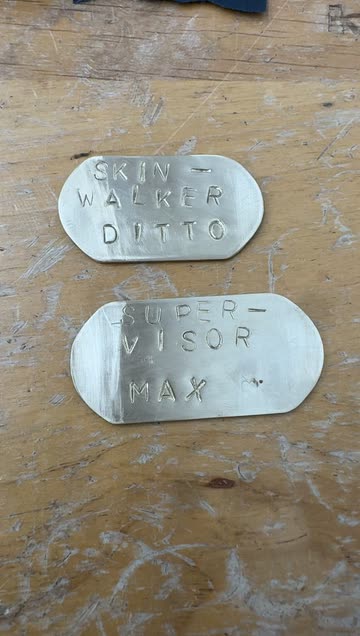 SKIN –
WALKER
DITTO
SUPER–
VISOR
MAX